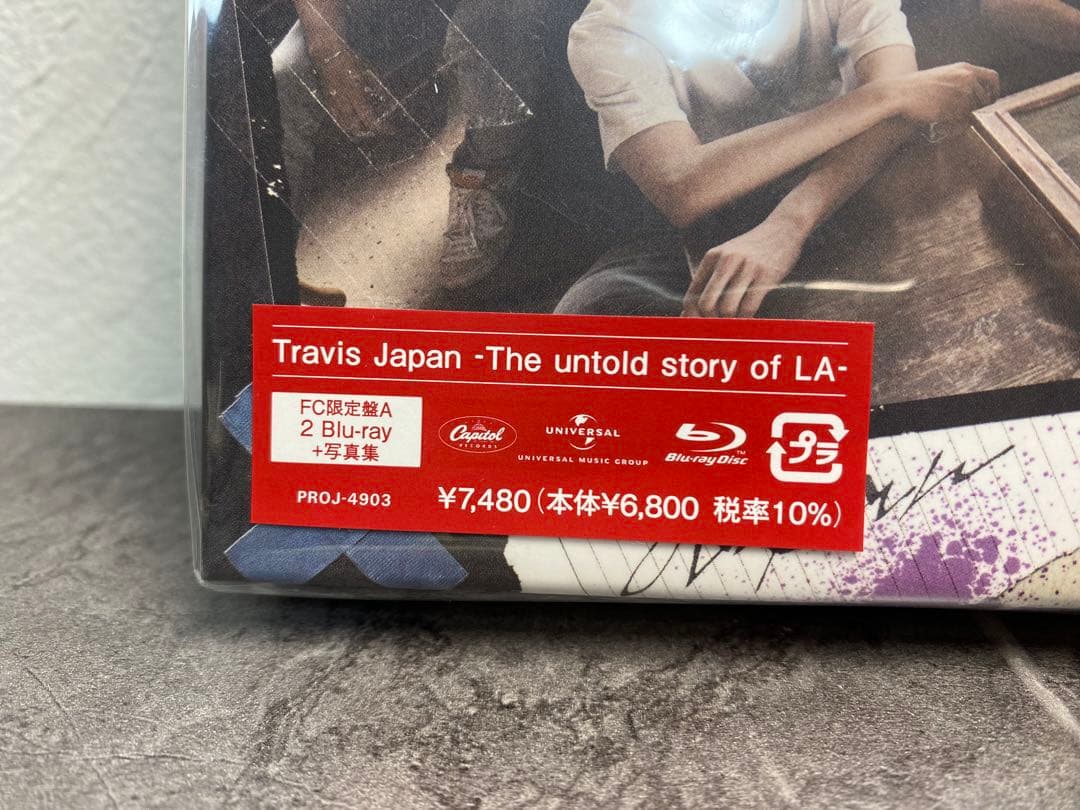 Travis Japan -The untold story of LA-
FC限定盤A
2 Blu-ray
+写真集
Capitol
RECORDS
UNIVERSAL
UNIVERSAL MUSIC GROUP
Blu-ray Disc
TM
プラ
PROJ-4903
¥7,480(本体¥6,800 税率10%)